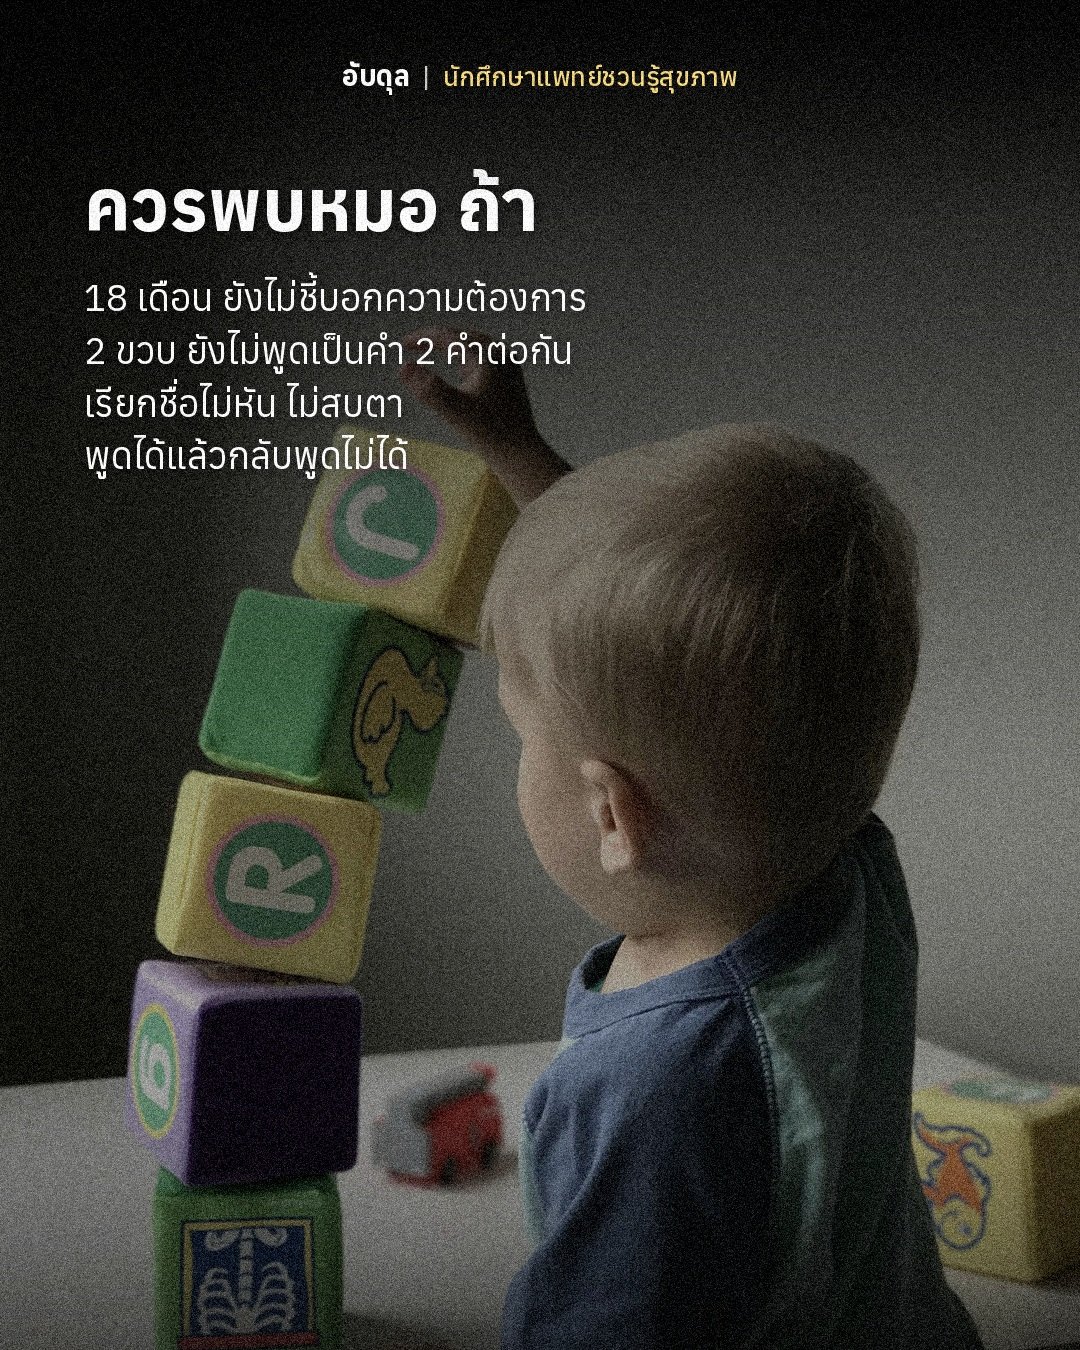 อับดุล | นักศึกษาแพทย์ชวนรู้สุขภาพ
ควรพบหมอ ถ้า
18 เดือน ยังไม่ชี้บอกความต้องการ
2 ขวบ ยังไม่พูดเป็นคำ 2 คำต่อกัน
เรียกชื่อไม่หัน ไม่สบตา
พูดได้แล้วกลับพูดไม่ได้
J
R